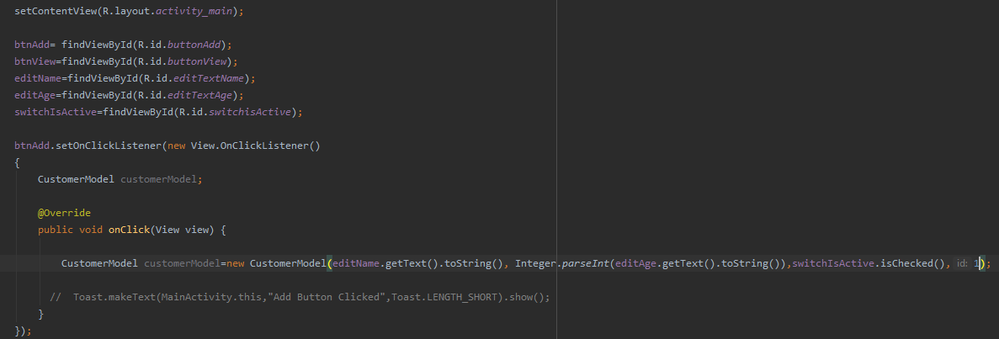 setContentView(R.layout.activity_main);
btnAdd= findViewById(R.id.buttonAdd);
btnView=findViewById(R.id.buttonView);
editName=findViewById(R.id.editTextName);
editAge=findViewById(R.id.editTextAge);
switchIsActive=findViewById(R.id.switchisActive);
btnAdd.setOnClickListener(new View.OnClickListener()
{
CustomerModel customerModel;
@Override
public void onClick(View view) {
CustomerModel customerModel=new CustomerModel(editName.getText().toString(), Integer.parseInt(editAge.getText().toString()),switchIsActive.isChecked(), id: 1);
//  Toast.makeText(MainActivity.this,"Add Button Clicked",Toast.LENGTH_SHORT).show();
}
});